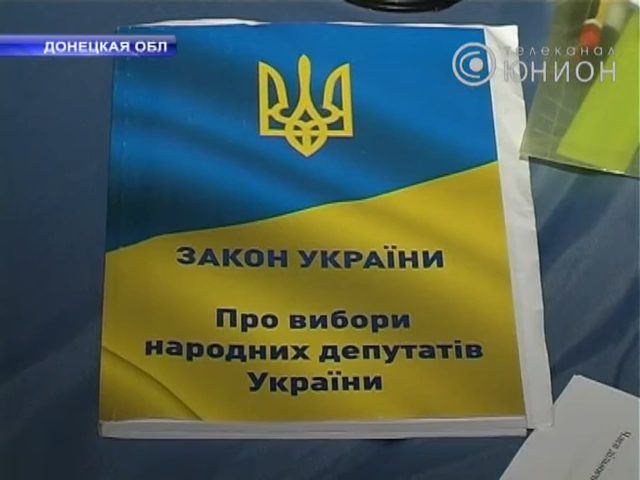 ДОНЕЦКАЯ ОБЛ
телеканал
ЮНИОН
ЗАКОН УКРАЇНИ
Про вибори
народних депутатів
України